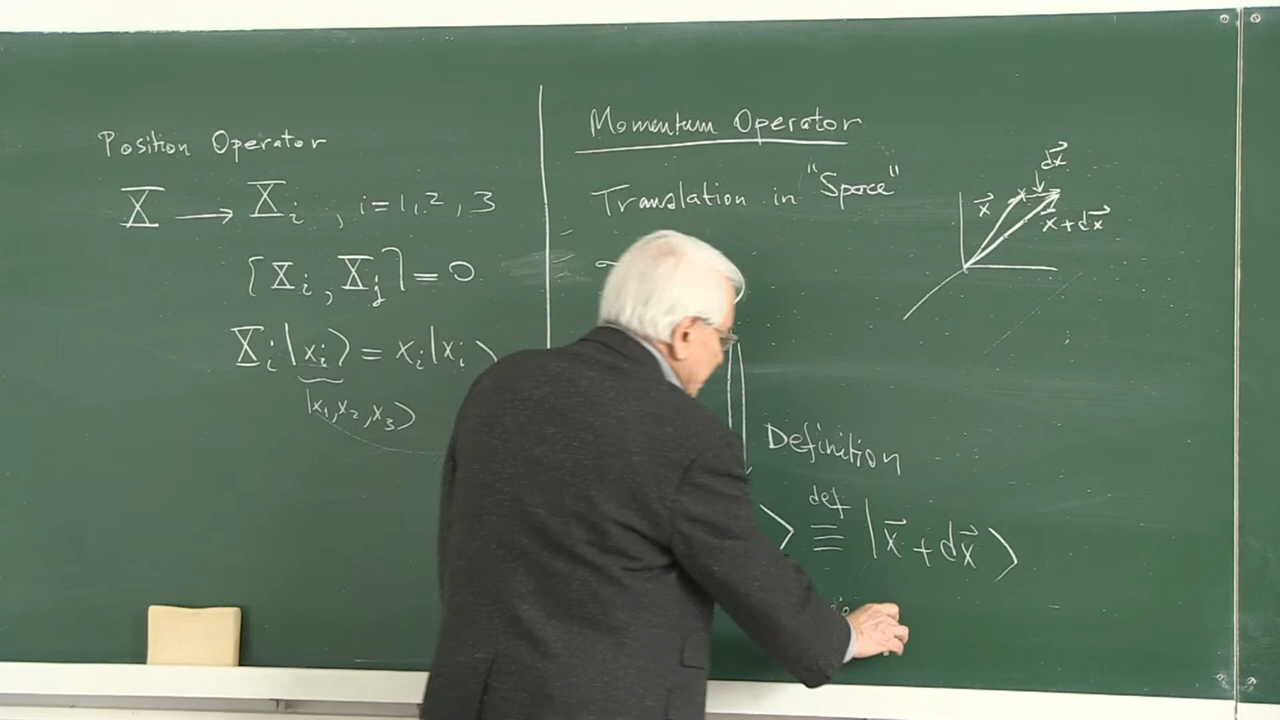 Position Operator
X → X_i , i=1,2,3
[X_i, X_j]=0
X_i|x_i⟩ = x_i|x_i⟩
|x_1,x_2,x_3⟩
Momentum Operator
Translation in "Space"
dx⃗
x⃗
x⃗+dx⃗
Definition
def
⟩ ≡ |x⃗+dx⃗⟩